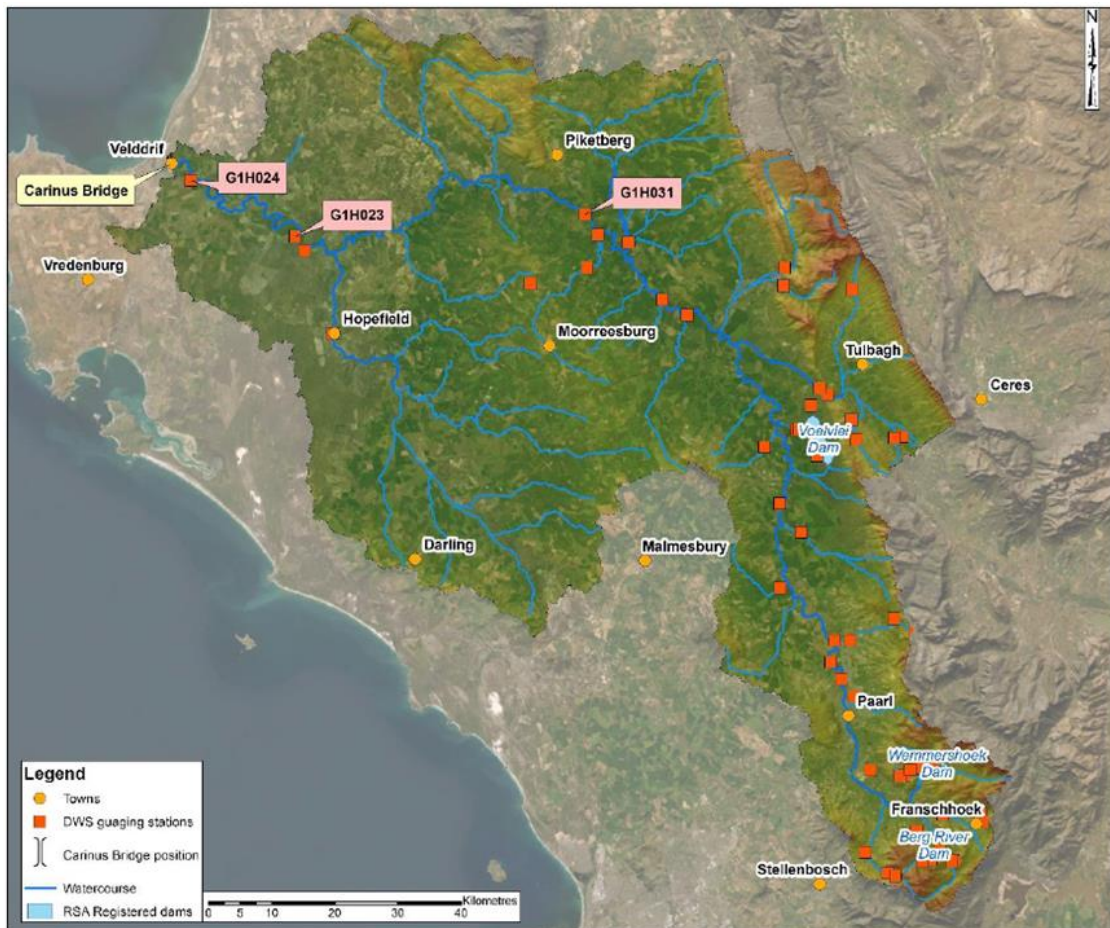 N
Piketberg
Velddrif
Carinus Bridge
G1H024
G1H031
G1H023
Vredenburg
Hopefield
Moorreesburg
Tulbagh
Ceres
Voelvlei
Dam
Darling
Malmesbury
Paarl
Wemmershoek
Dam
Franschhoek
Berg River
Dam
Stellenbosch
Legend
Towns
DWS guaging stations
Carinus Bridge position
Watercourse
RSA Registered dams
Kilometres
0 5 10 20 30 40